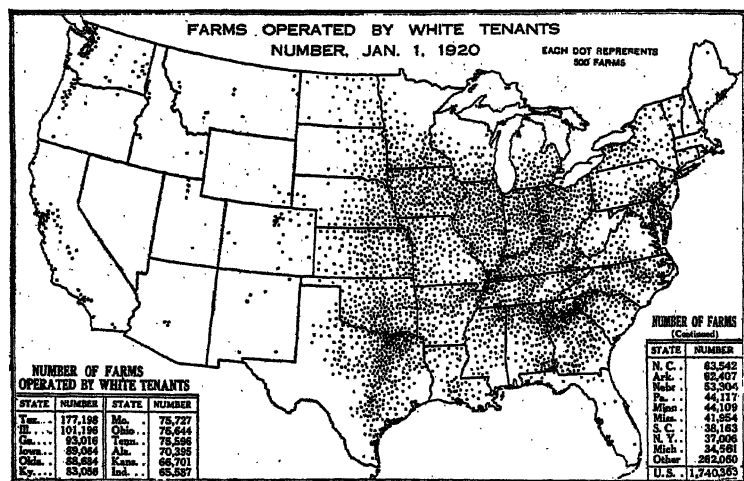 FARMS OPERATED BY WHITE TENANTS
NUMBER, JAN. 1, 1920
EACH DOT REPRESENTS
500 FARMS
NUMBER OF FARMS
OPERATED BY WHITE TENANTS
STATE NUMBER STATE NUMBER
Tex... 177,198 Mo. 75,727
Ill. ... 101,196 Ohio... 75,644
Ga. ... 93,016 Tenn. 75,596
Iowa... 89,064 Ala. 70,395
Okla. 88,684 Kans. 66,701
Ky..... 83,056 Ind. .. 65,587
NUMBER OF FARMS
(Continued)
STATE NUMBER
N. C. 63,542
Ark. 62,407
Nebr 53,304
Pa. 44,117
Minn 44,109
Miss. 41,954
S. C. 38,163
N. Y. 37,006
Mich 34,561
Other 262,060
U.S. 1,740,363